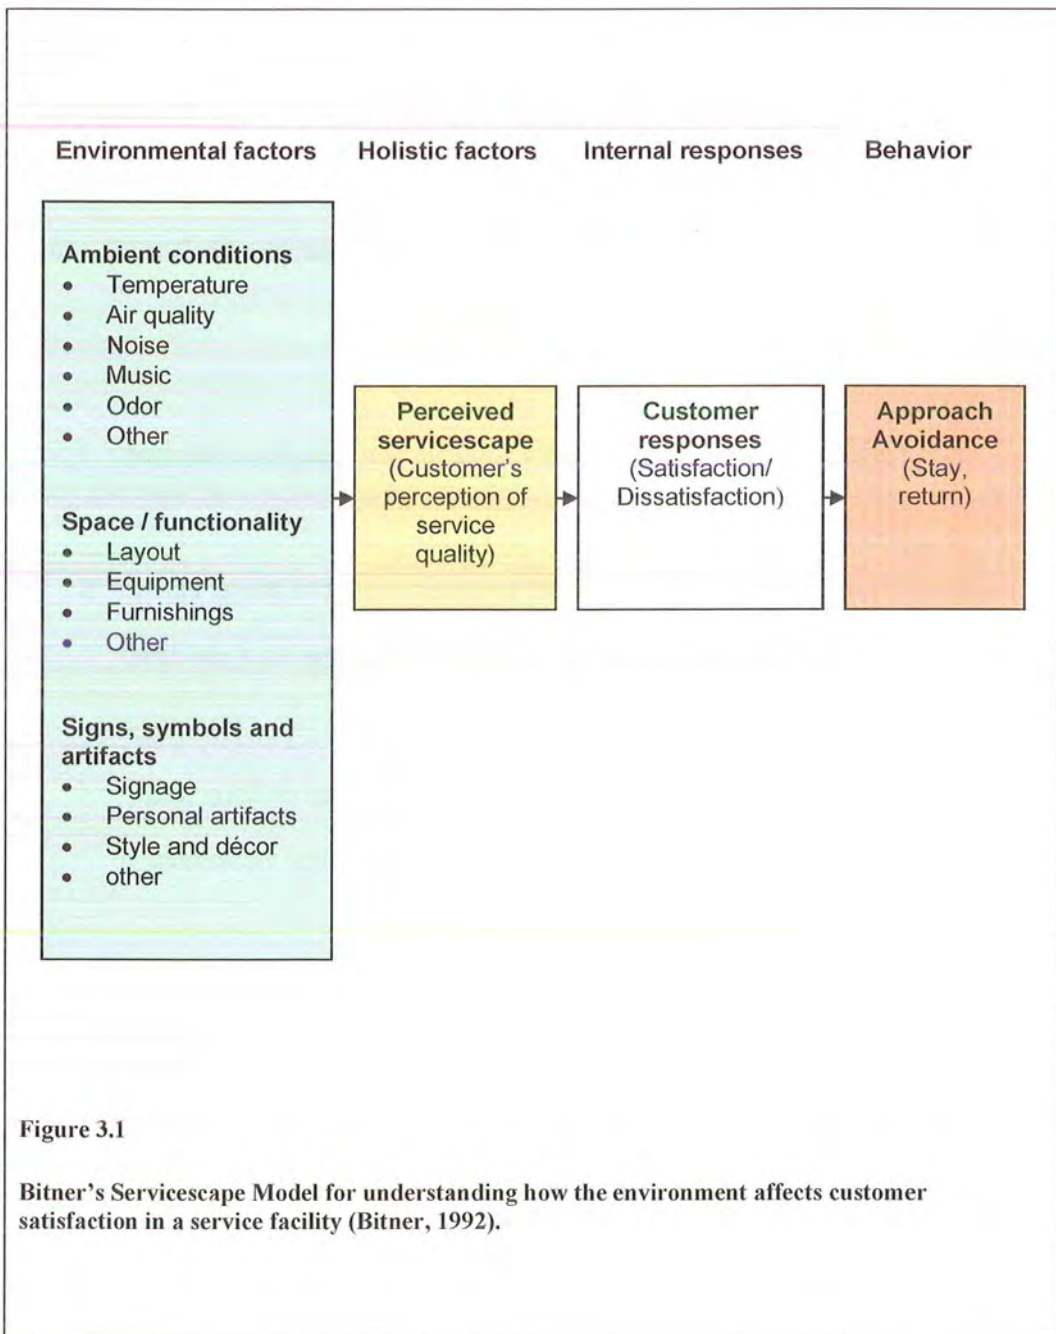 Environmental factors
Holistic factors
Internal responses
Behavior
Ambient conditions
• Temperature
• Air quality
• Noise
• Music
• Odor
• Other
Space / functionality
• Layout
• Equipment
• Furnishings
• Other
Signs, symbols and
artifacts
• Signage
• Personal artifacts
• Style and décor
• other
Perceived
servicescape
(Customer's
perception of
service
quality)
Customer
responses
(Satisfaction/
Dissatisfaction)
Approach
Avoidance
(Stay,
return)
Figure 3.1
Bitner's Servicescape Model for understanding how the environment affects customer
satisfaction in a service facility (Bitner, 1992).